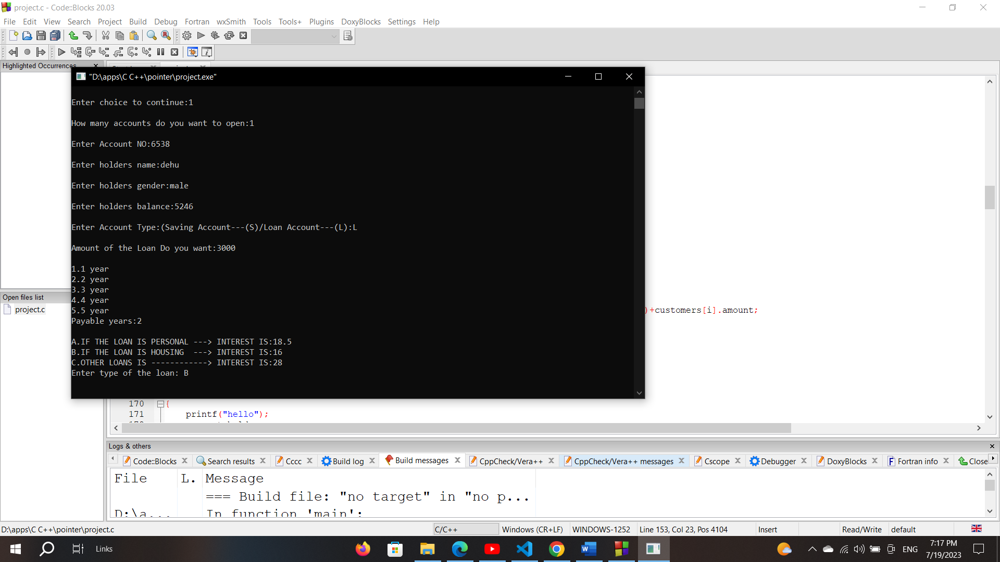 project.c - Code::Blocks 20.03
File Edit View Search Project Build Debug Fortran wxSmith Tools Tools+ Plugins DoxyBlocks Settings Help
Highlighted Occurrences
"D:\apps\C C++\pointer\project.exe"
Enter choice to continue:1
How many accounts do you want to open:1
Enter Account NO:6538
Enter holders name:dehu
Enter holders gender:male
Enter holders balance:5246
Enter Account Type:(Saving Account---(S)/Loan Account---(L):L
Amount of the Loan Do you want:3000
1.1 year
2.2 year
3.3 year
4.4 year
5.5 year
Payable years:2
A.IF THE LOAN IS PERSONAL ---> INTEREST IS:18.5
B.IF THE LOAN IS HOUSING  ---> INTEREST IS:16
C.OTHER LOANS IS ------------> INTEREST IS:28
Enter type of the loan: B
Open files list
project.c
)+customers[i].amount;
170 {
171 printf("hello");
Logs & others
Code::Blocks Search results Cccc Build log Build messages CppCheck/Vera++ CppCheck/Vera++ messages Cscope Debugger DoxyBlocks Fortran info Close
File L. Message
=== Build file: "no target" in "no p...
D:\a... In function 'main':
D:\apps\C C++\pointer\project.c C/C++ Windows (CR+LF) WINDOWS-1252 Line 153, Col 23, Pos 4104 Insert Read/Write default
Links
ENG
7:17 PM
7/19/2023